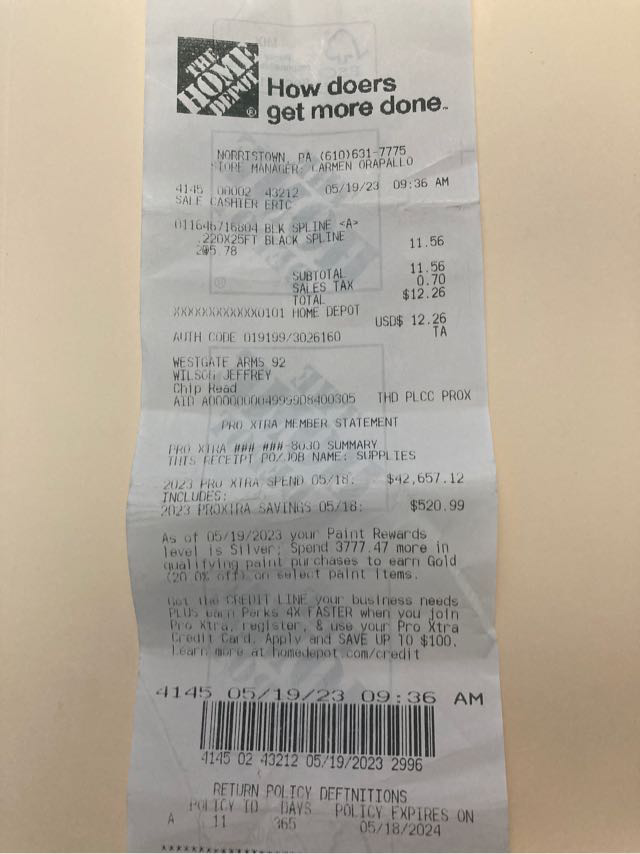 THE
HOME
DEPOT
®
How doers
get more done™
NORRISTOWN, PA (610)631-7775
STORE MANAGER: CARMEN ORAPALLO
4145 00002 43212 05/19/23 09:36 AM
SALE CASHIER ERIC
011646716804 BLK SPLINE <A>
.220X25FT BLACK SPLINE 11.56
2@5.78
SUBTOTAL 11.56
SALES TAX 0.70
TOTAL $12.26
XXXXXXXXXXXX0101 HOME DEPOT
USD$ 12.26
AUTH CODE 019199/3026160 TA
WESTGATE ARMS 92
WILSON JEFFREY
Chip Read
AID A0000000049999D8400305 THD PLCC PROX
PRO XTRA MEMBER STATEMENT
PRO XTRA ### ###-8030 SUMMARY
THIS RECEIPT PO/JOB NAME: SUPPLIES
2023 PRO XTRA SPEND 05/18: $42,657.12
INCLUDES:
2023 PROXTRA SAVINGS 05/18: $520.99
As of 05/19/2023 your Paint Rewards
level is Silver; Spend 3777.47 more in
qualifying paint purchases to earn Gold
(20.0% off) on select paint items.
Get the CREDIT LINE your business needs
PLUS earn Perks 4X FASTER when you join
Pro Xtra, register, & use your Pro Xtra
Credit Card. Apply and SAVE UP TO $100.
Learn more at homedepot.com/credit
4145 05/19/23 09:36 AM
4145 02 43212 05/19/2023 2996
RETURN POLICY DEFINITIONS
POLICY ID DAYS POLICY EXPIRES ON
A 11 365 05/18/2024